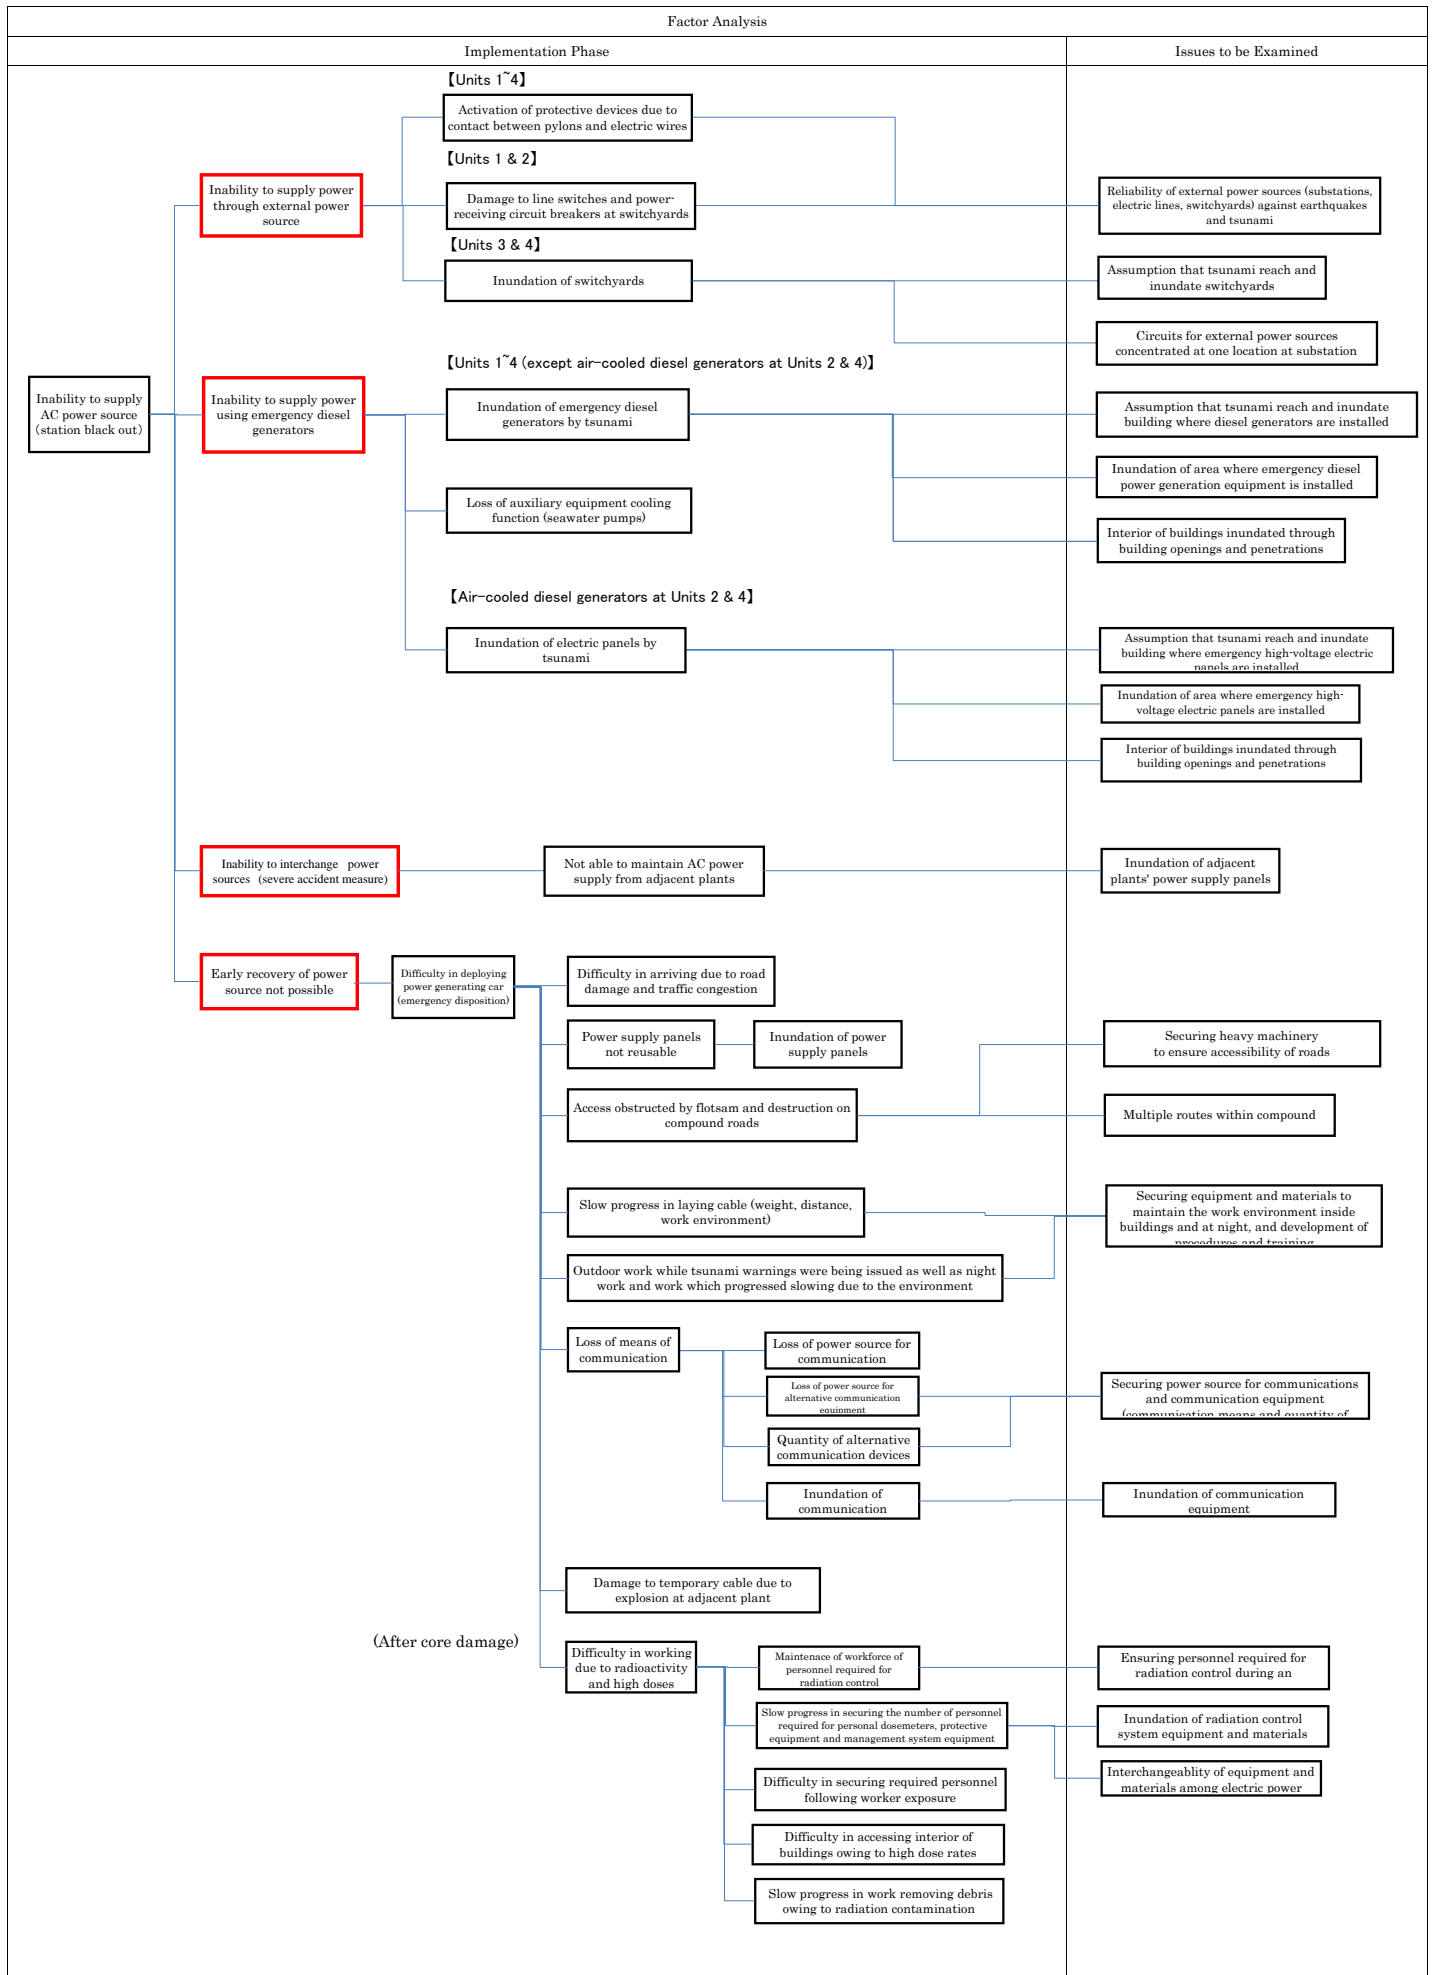 Factor Analysis
Implementation Phase
Issues to be Examined
【Units 1~4】
Activation of protective devices due to
contact between pylons and electric wires
【Units 1 & 2】
Inability to supply power
through external power
source
Damage to line switches and power-
receiving circuit breakers at switchyards
Reliability of external power sources (substations,
electric lines, switchyards) against earthquakes
and tsunami
【Units 3 & 4】
Inundation of switchyards
Assumption that tsunami reach and
inundate switchyards
Circuits for external power sources
concentrated at one location at substation
【Units 1~4 (except air-cooled diesel generators at Units 2 & 4)】
Inability to supply
AC power source
(station black out)
Inability to supply power
using emergency diesel
generators
Inundation of emergency diesel
generators by tsunami
Assumption that tsunami reach and inundate
building where diesel generators are installed
Inundation of area where emergency diesel
power generation equipment is installed
Loss of auxiliary equipment cooling
function (seawater pumps)
Interior of buildings inundated through
building openings and penetrations
【Air-cooled diesel generators at Units 2 & 4】
Inundation of electric panels by
tsunami
Assumption that tsunami reach and inundate
building where emergency high-voltage electric
panels are installed
Inundation of area where emergency high-
voltage electric panels are installed
Interior of buildings inundated through
building openings and penetrations
Inability to interchange power
sources (severe accident measure)
Not able to maintain AC power
supply from adjacent plants
Inundation of adjacent
plants' power supply panels
Early recovery of power
source not possible
Difficulty in deploying
power generating car
(emergency disposition)
Difficulty in arriving due to road
damage and traffic congestion
Power supply panels
not reusable
Inundation of power
supply panels
Securing heavy machinery
to ensure accessibility of roads
Access obstructed by flotsam and destruction on
compound roads
Multiple routes within compound
Slow progress in laying cable (weight, distance,
work environment)
Securing equipment and materials to
maintain the work environment inside
buildings and at night, and development of
procedures and training
Outdoor work while tsunami warnings were being issued as well as night
work and work which progressed slowing due to the environment
Loss of means of
communication
Loss of power source for
communication
Loss of power source for
alternative communication
equipment
Securing power source for communications
and communication equipment
(communication means and quantity of
Quantity of alternative
communication devices
Inundation of
communication
Inundation of communication
equipment
Damage to temporary cable due to
explosion at adjacent plant
(After core damage)
Difficulty in working
due to radioactivity
and high doses
Maintenace of workforce of
personnel required for
radiation control
Ensuring personnel required for
radiation control during an
Slow progress in securing the number of personnel
required for personal dosemeters, protective
equipment and management system equipment
Inundation of radiation control
system equipment and materials
Interchangeablity of equipment and
materials among electric power
Difficulty in securing required personnel
following worker exposure
Difficulty in accessing interior of
buildings owing to high dose rates
Slow progress in work removing debris
owing to radiation contamination